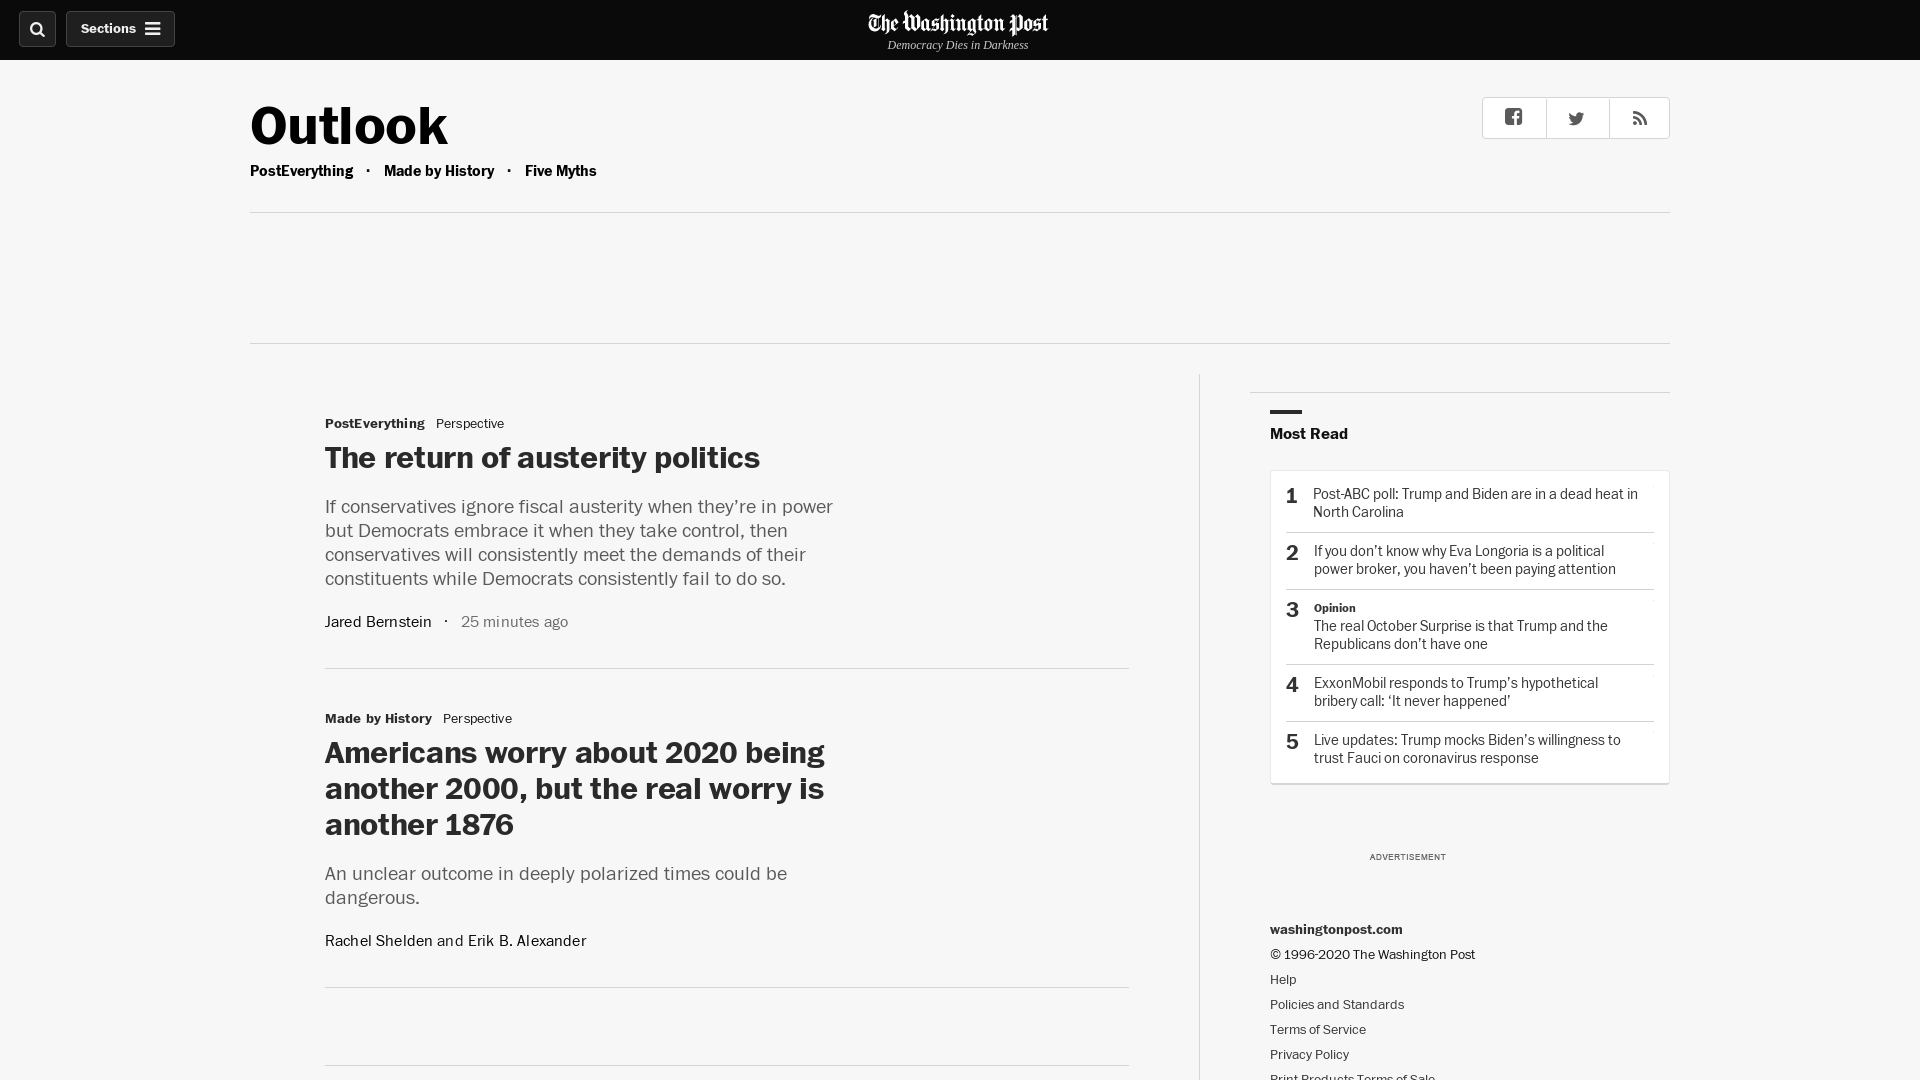 Sections
The Washington Post
Democracy Dies in Darkness
Outlook
PostEverything · Made by History · Five Myths
PostEverything Perspective
The return of austerity politics
If conservatives ignore fiscal austerity when they’re in power
but Democrats embrace it when they take control, then
conservatives will consistently meet the demands of their
constituents while Democrats consistently fail to do so.
Jared Bernstein · 25 minutes ago
Made by History Perspective
Americans worry about 2020 being
another 2000, but the real worry is
another 1876
An unclear outcome in deeply polarized times could be
dangerous.
Rachel Shelden and Erik B. Alexander
Most Read
1 Post-ABC poll: Trump and Biden are in a dead heat in
North Carolina
2 If you don’t know why Eva Longoria is a political
power broker, you haven’t been paying attention
3 Opinion
The real October Surprise is that Trump and the
Republicans don’t have one
4 ExxonMobil responds to Trump’s hypothetical
bribery call: ‘It never happened’
5 Live updates: Trump mocks Biden’s willingness to
trust Fauci on coronavirus response
ADVERTISEMENT
washingtonpost.com
© 1996-2020 The Washington Post
Help
Policies and Standards
Terms of Service
Privacy Policy
Print Products Terms of Sale